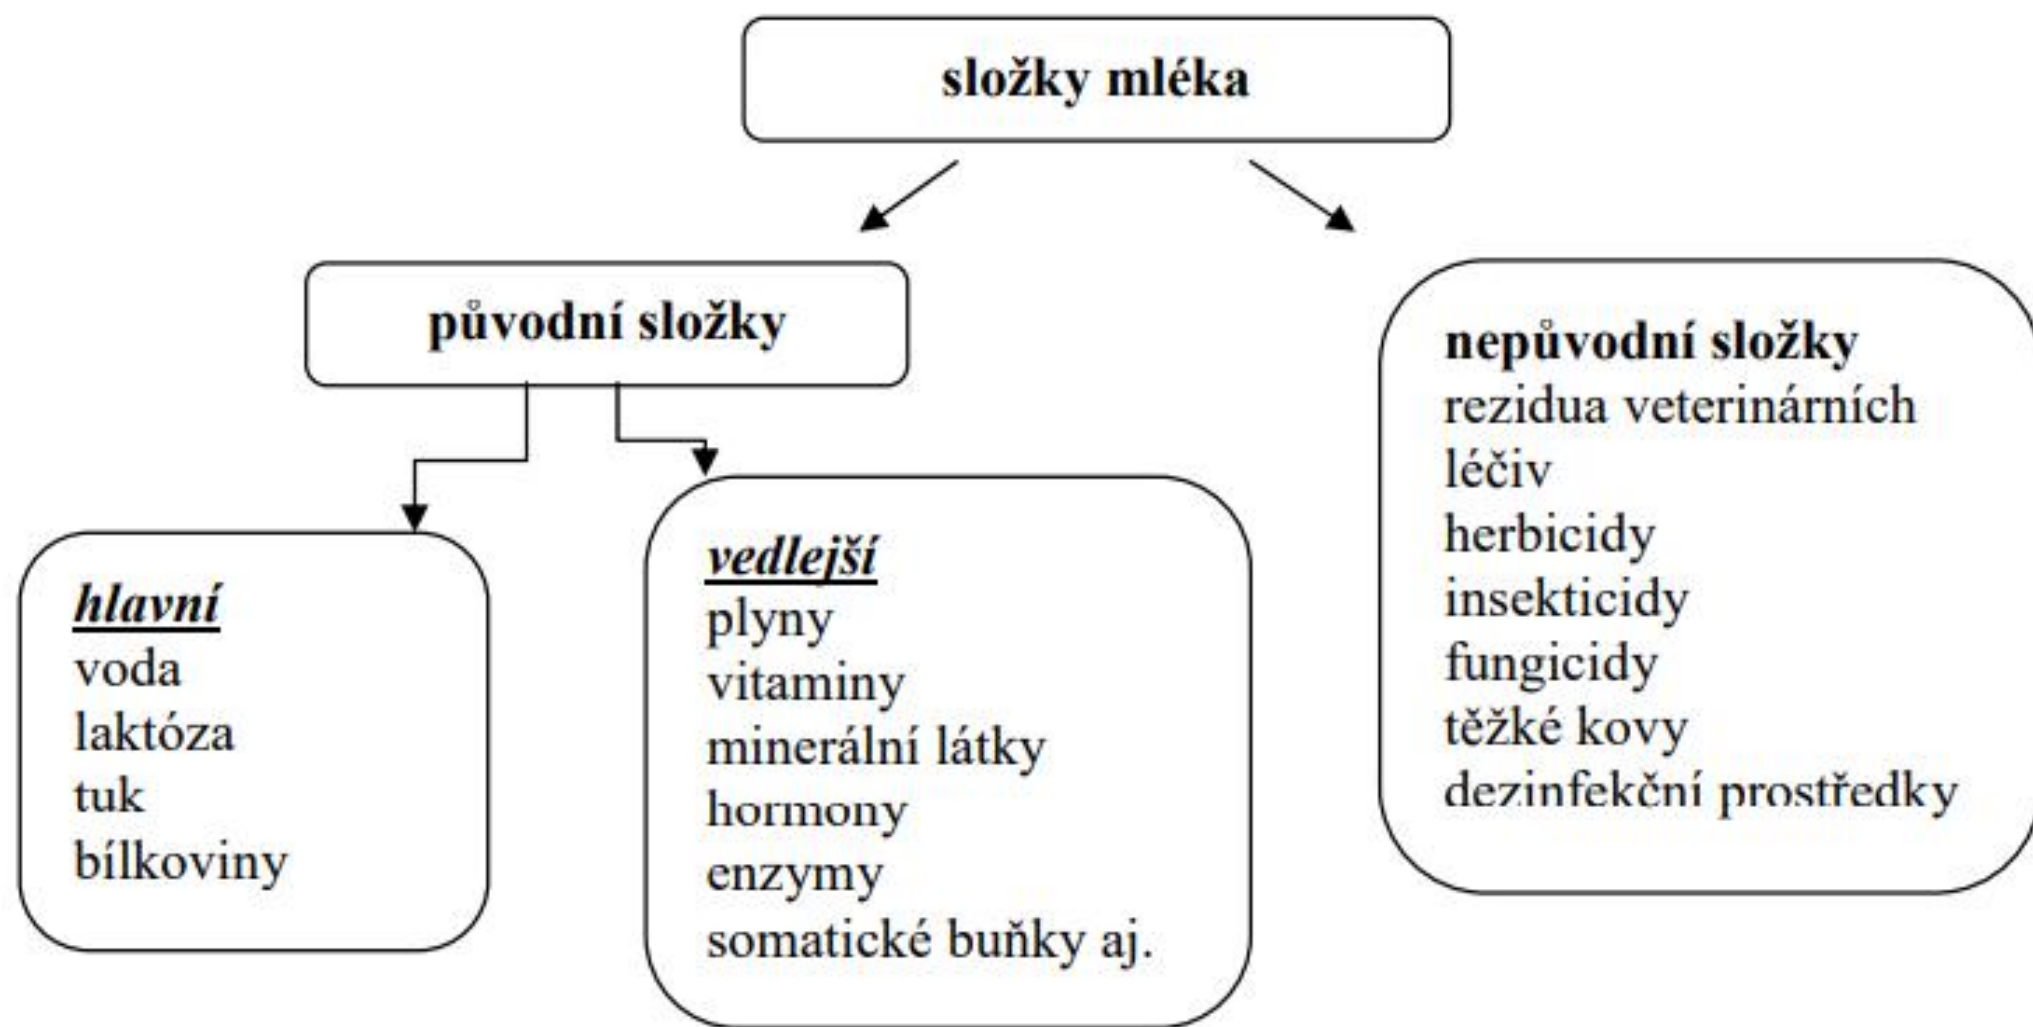 složky mléka
původní složky
hlavní
voda
laktóza
tuk
bílkoviny
vedlejší
plyny
vitaminy
minerální látky
hormony
enzymy
somatické buňky aj.
nepůvodní složky
rezidua veterinárních
léčiv
herbicidy
insekticidy
fungicidy
těžké kovy
dezinfekční prostředky